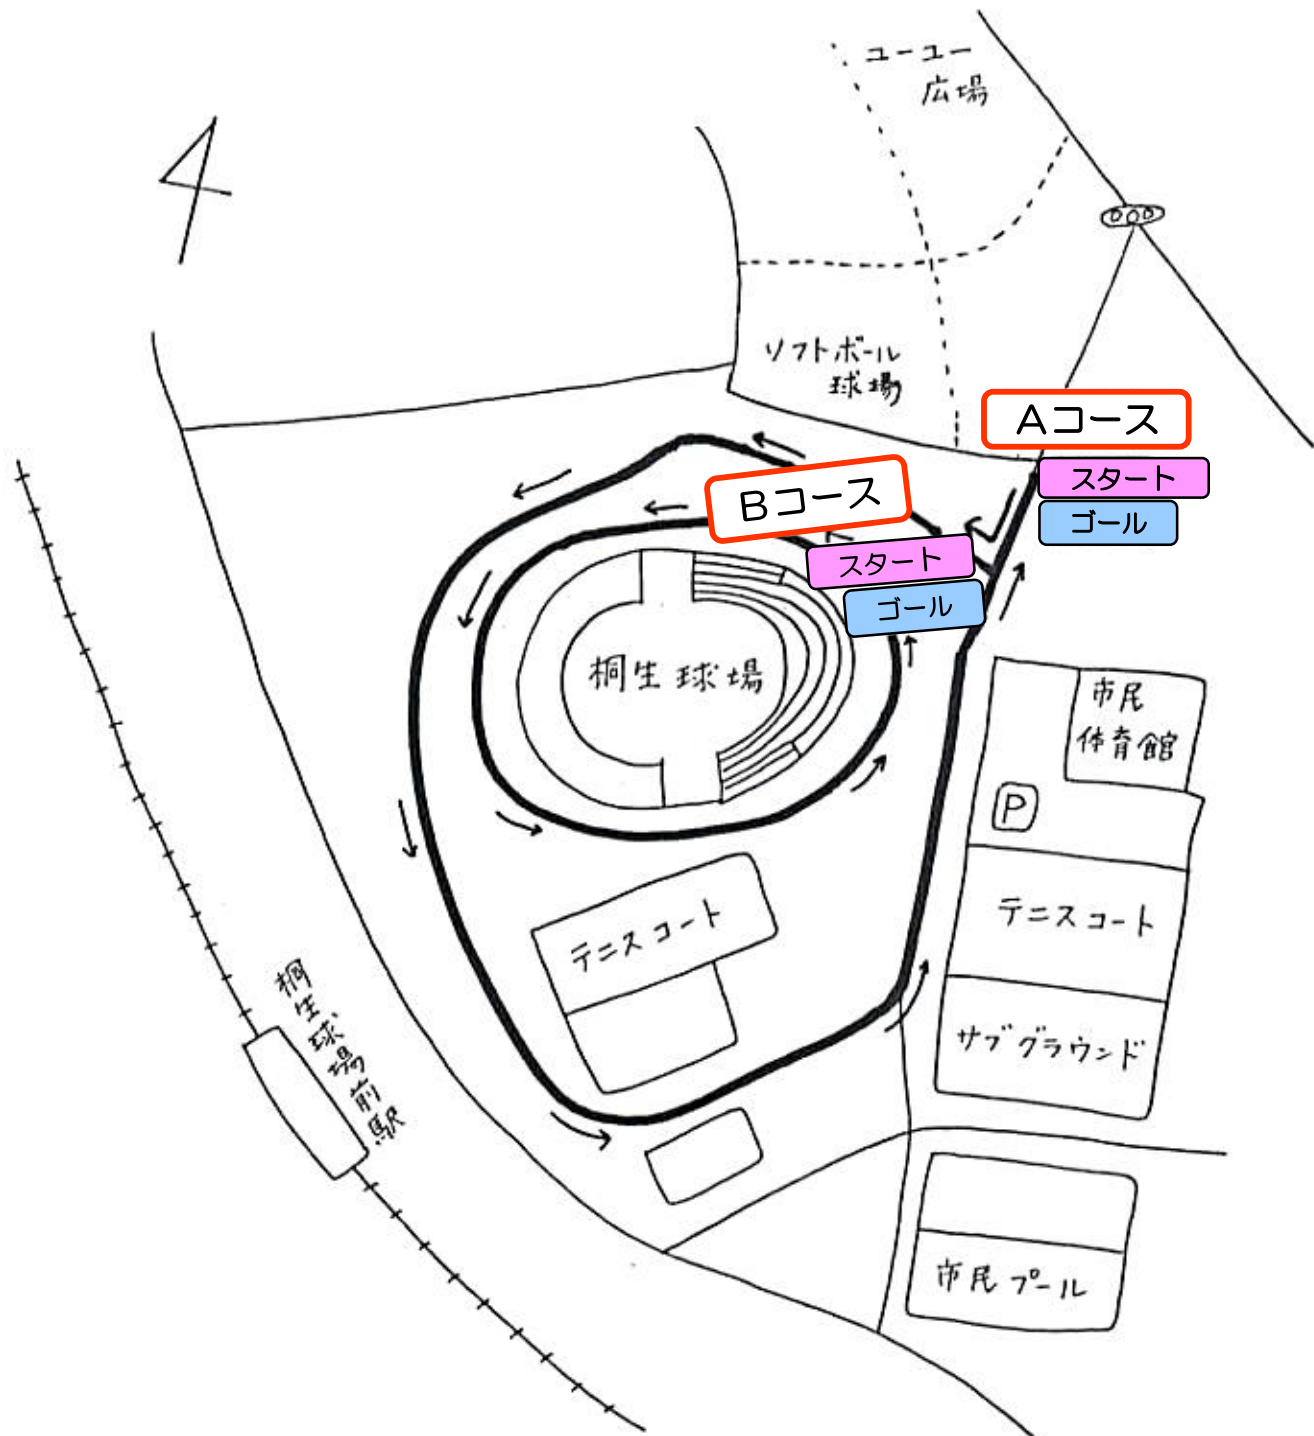 ユーユー
広場
ソフトボール
球場
Aコース
スタート
ゴール
Bコース
スタート
ゴール
桐生球場
市民
体育館
P
テニスコート
テニスコート
サブグラウンド
桐生球場前駅
市民プール